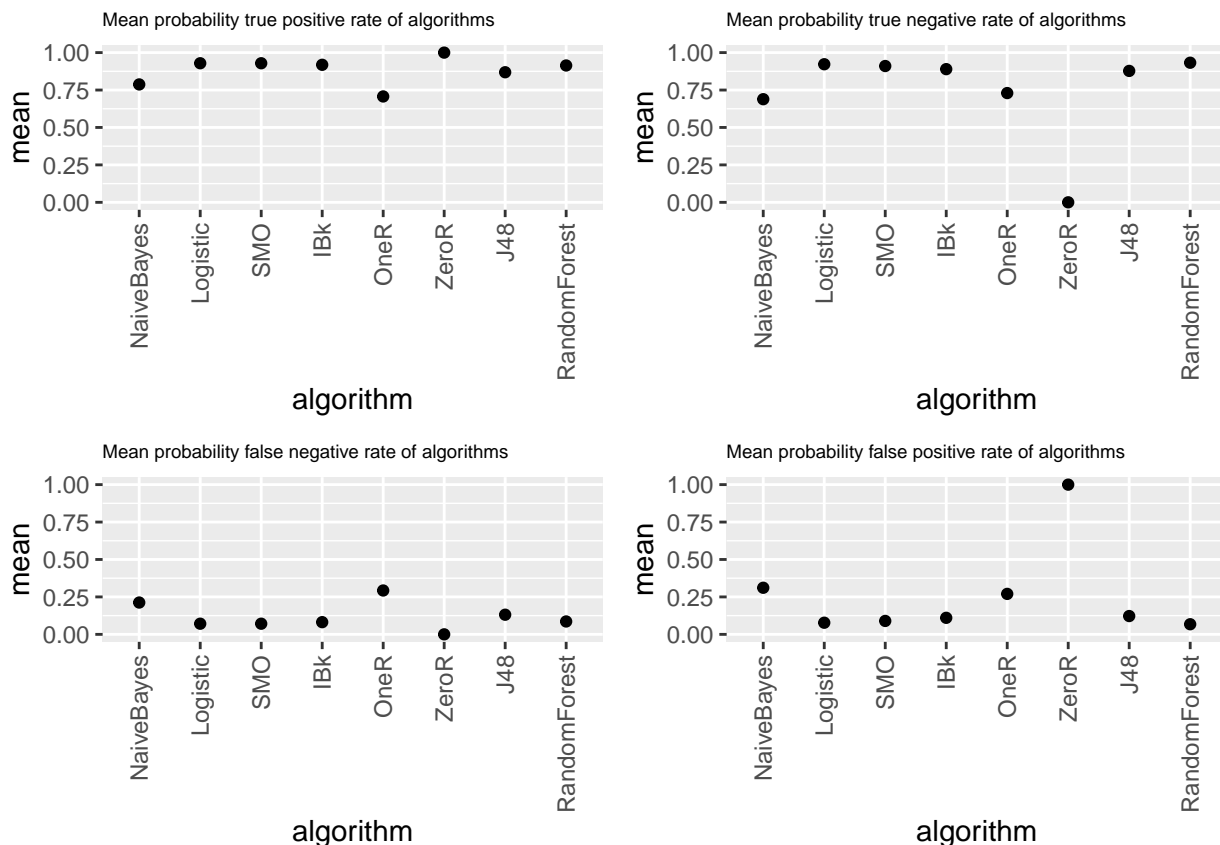 Mean probability true positive rate of algorithms
mean
1.00
0.75
0.50
0.25
0.00
NaiveBayes
Logistic
SMO
IBk
OneR
ZeroR
J48
RandomForest
algorithm
Mean probability true negative rate of algorithms
mean
1.00
0.75
0.50
0.25
0.00
NaiveBayes
Logistic
SMO
IBk
OneR
ZeroR
J48
RandomForest
algorithm
Mean probability false negative rate of algorithms
mean
1.00
0.75
0.50
0.25
0.00
NaiveBayes
Logistic
SMO
IBk
OneR
ZeroR
J48
RandomForest
algorithm
Mean probability false positive rate of algorithms
mean
1.00
0.75
0.50
0.25
0.00
NaiveBayes
Logistic
SMO
IBk
OneR
ZeroR
J48
RandomForest
algorithm